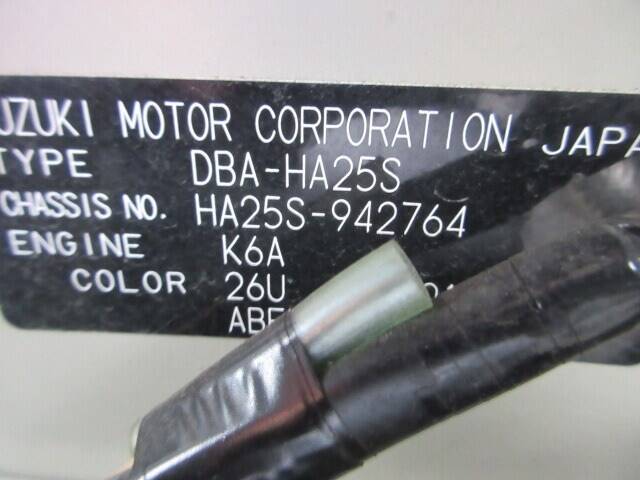 UZUKI MOTOR CORPORATION JAPA
TYPE DBA-HA25S
CHASSIS NO. HA25S-942764
ENGINE K6A
COLOR 26U